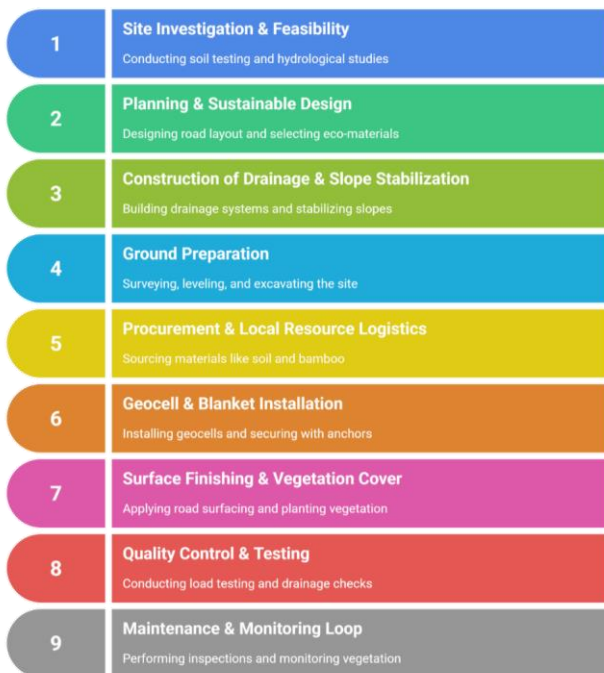 1
Site Investigation & Feasibility
Conducting soil testing and hydrological studies
2
Planning & Sustainable Design
Designing road layout and selecting eco-materials
3
Construction of Drainage & Slope Stabilization
Building drainage systems and stabilizing slopes
4
Ground Preparation
Surveying, leveling, and excavating the site
5
Procurement & Local Resource Logistics
Sourcing materials like soil and bamboo
6
Geocell & Blanket Installation
Installing geocells and securing with anchors
7
Surface Finishing & Vegetation Cover
Applying road surfacing and planting vegetation
8
Quality Control & Testing
Conducting load testing and drainage checks
9
Maintenance & Monitoring Loop
Performing inspections and monitoring vegetation